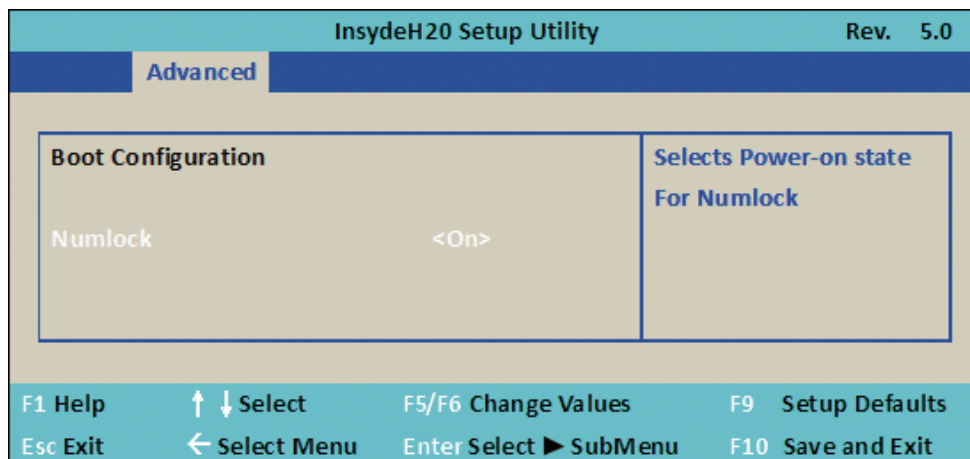 InsydeH20 Setup Utility Rev. 5.0
Advanced
Boot Configuration
Selects Power-on state
For Numlock
Numlock <On>
F1 Help ↑ ↓ Select F5/F6 Change Values F9 Setup Defaults
Esc Exit ← Select Menu Enter Select ► SubMenu F10 Save and Exit